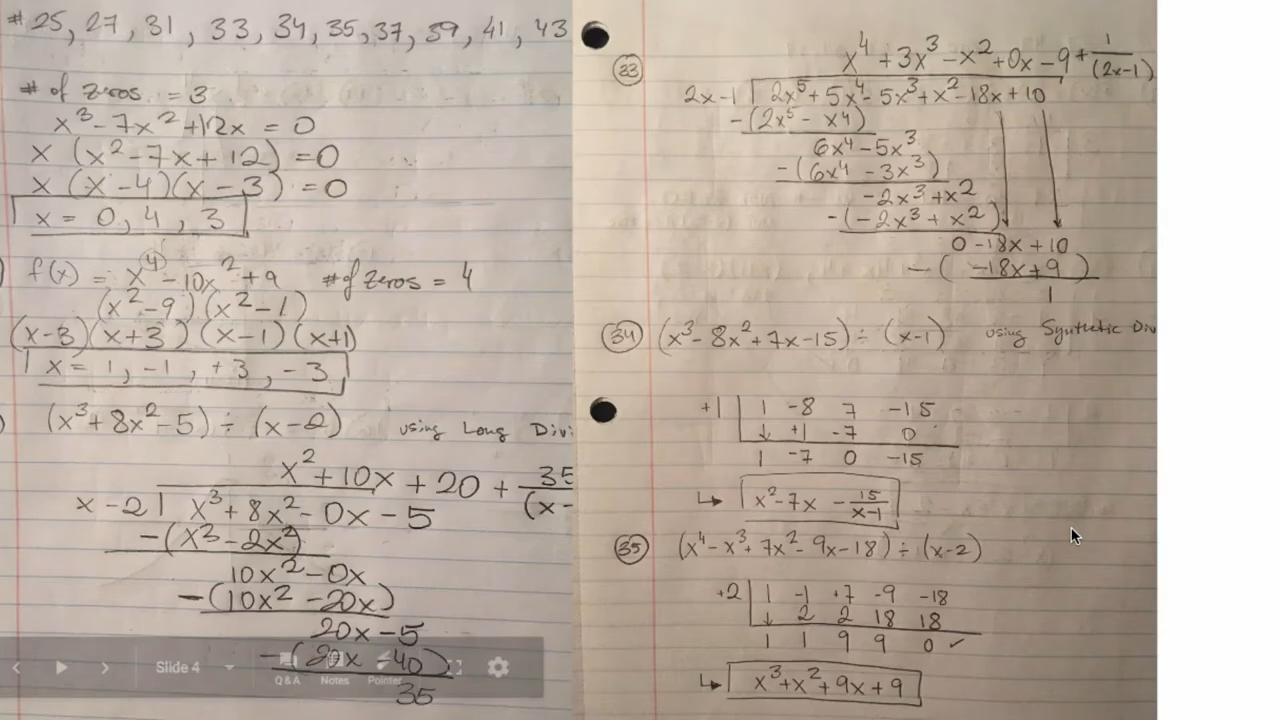 # 25, 27, 31, 33, 34, 35, 37, 39, 41, 43
# of zeros = 3
x³ - 7x² + 12x = 0
x (x² - 7x + 12) = 0
x (x - 4)(x - 3) = 0
x = 0, 4, 3
f(x) = x⁴ - 10x² + 9 # of zeros = 4
(x² - 9)(x² - 1)
(x - 3)(x + 3)(x - 1)(x + 1)
x = 1, -1, +3, -3
(x³ + 8x² - 5) ÷ (x - 2) using Long
x² + 10x + 20 + 35/(x-
x - 2 | x³ + 8x² - 0x - 5
-(x³ - 2x²)
10x² - 0x
-(10x² - 20x)
20x - 5
-(20x - 40)
35
Slide 4
Q & A Notes Pointer
33
x⁴ + 3x³ - x² + 0x - 9 + 1/(2x-1)
2x - 1 | 2x⁵ + 5x⁴ - 5x³ + x² - 18x + 10
-(2x⁵ - x4)
6x⁴ - 5x³
-(6x⁴ - 3x³)
-2x³ + x²
-(-2x³ + x²)
0 - 18x + 10
-( -18x + 9 )
1
34 (x³ - 8x² + 7x - 15) ÷ (x - 1) using Synthetic
+1 | 1 -8 7 -15
↓ +1 -7 0
1 -7 0 -15
↳ x² - 7x - 15/x-1
35 (x⁴ - x³ + 7x² - 9x - 18) ÷ (x - 2)
+2 | 1 -1 +7 -9 -18
↓ 2 2 18 18
1 1 9 9 0 ✓
↳ x³ + x² + 9x + 9